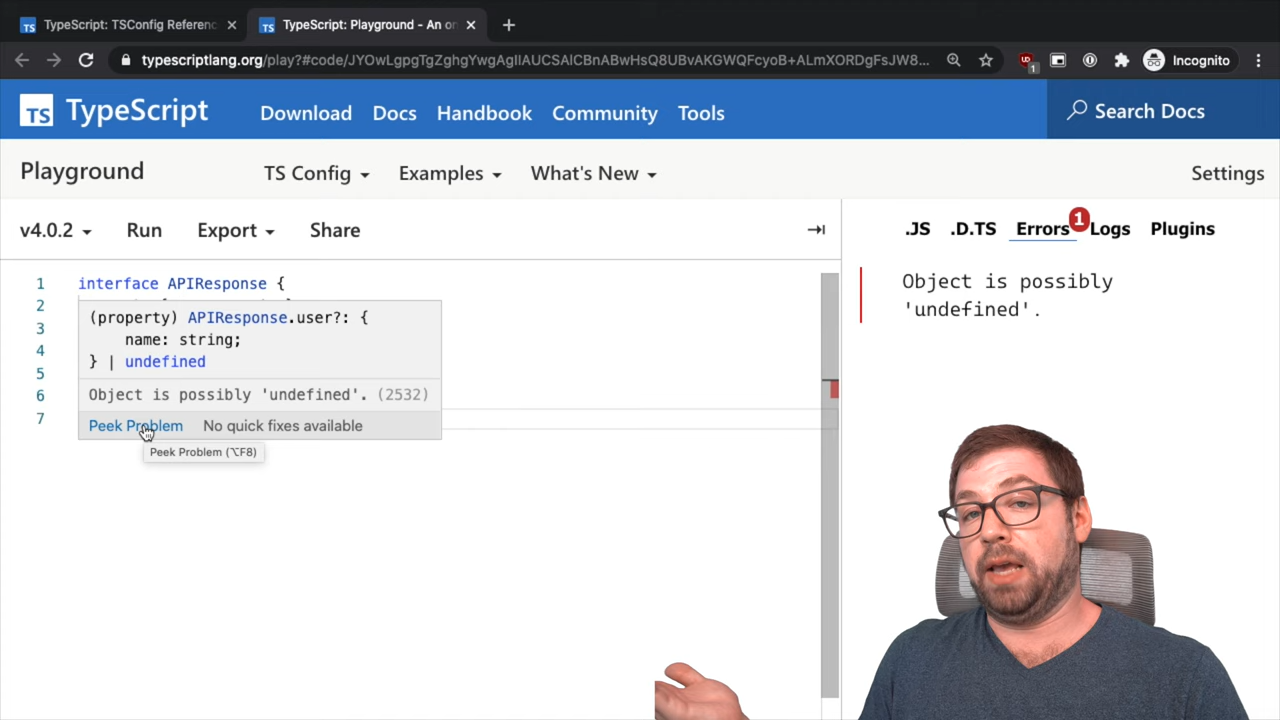 TypeScript: TSConfig Referenc
TypeScript: Playground - An or
typescriptlang.org/play?#code/JYOwLgpgTgZghgYwgAgIIAUCSAlCBnABwHsQ8UBvAKGWQFcyoB+ALmXORDgFsJW8...
1
Incognito
TS TypeScript
Download Docs Handbook Community Tools
Search Docs
Playground
TS Config Examples What's New
Settings
v4.0.2 Run Export Share
.JS .D.TS Errors 1 Logs Plugins
1 interface APIResponse {
2
3
4
5
6
7
(property) APIResponse.user?: {
name: string;
} | undefined
Object is possibly 'undefined'. (2532)
Peek Problem No quick fixes available
Peek Problem (⌥F8)
Object is possibly
'undefined'.